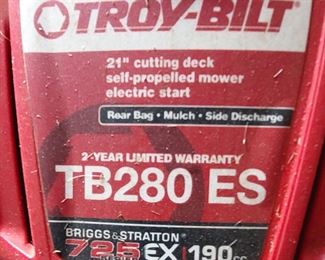 TROY-BILT®
21" cutting deck
self-propelled mower
electric start
Rear Bag • Mulch • Side Discharge
2-YEAR LIMITED WARRANTY
TB280 ES
BRIGGS & STRATTON®
725 EX 190cc
SERIES